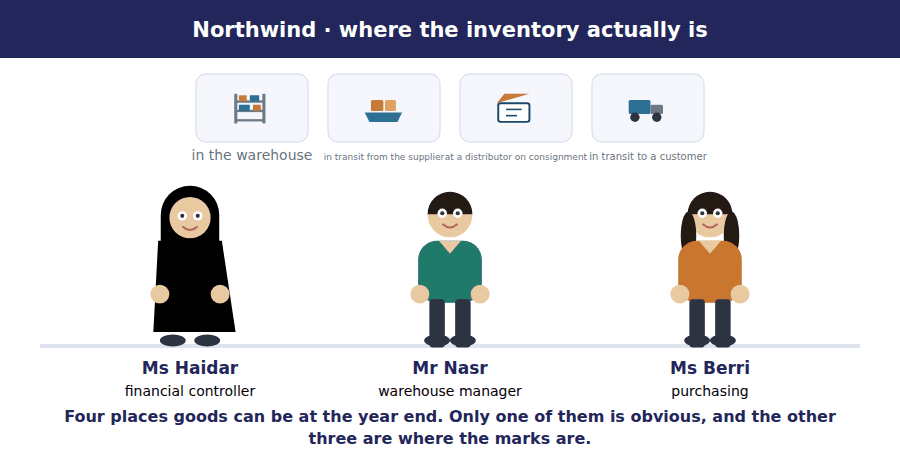 Northwind · where the inventory actually is
in the warehouse
in transit from the supplier
at a distributor on consignment
in transit to a customer
Ms Haidar
financial controller
Mr Nasr
warehouse manager
Ms Berri
purchasing
Four places goods can be at the year end. Only one of them is obvious, and the other
three are where the marks are.